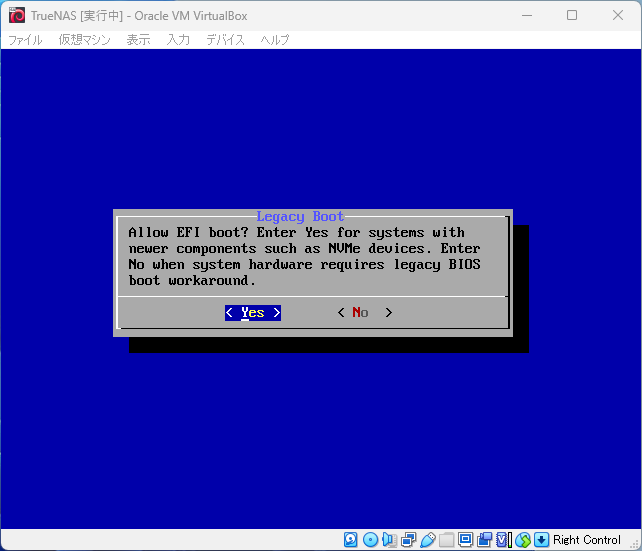 TrueNAS [実行中] - Oracle VM VirtualBox
ファイル 仮想マシン 表示 入力 デバイス ヘルプ
Legacy Boot
Allow EFI boot? Enter Yes for systems with
newer components such as NVMe devices. Enter
No when system hardware requires legacy BIOS
boot workaround.
< Yes > < No >
Right Control